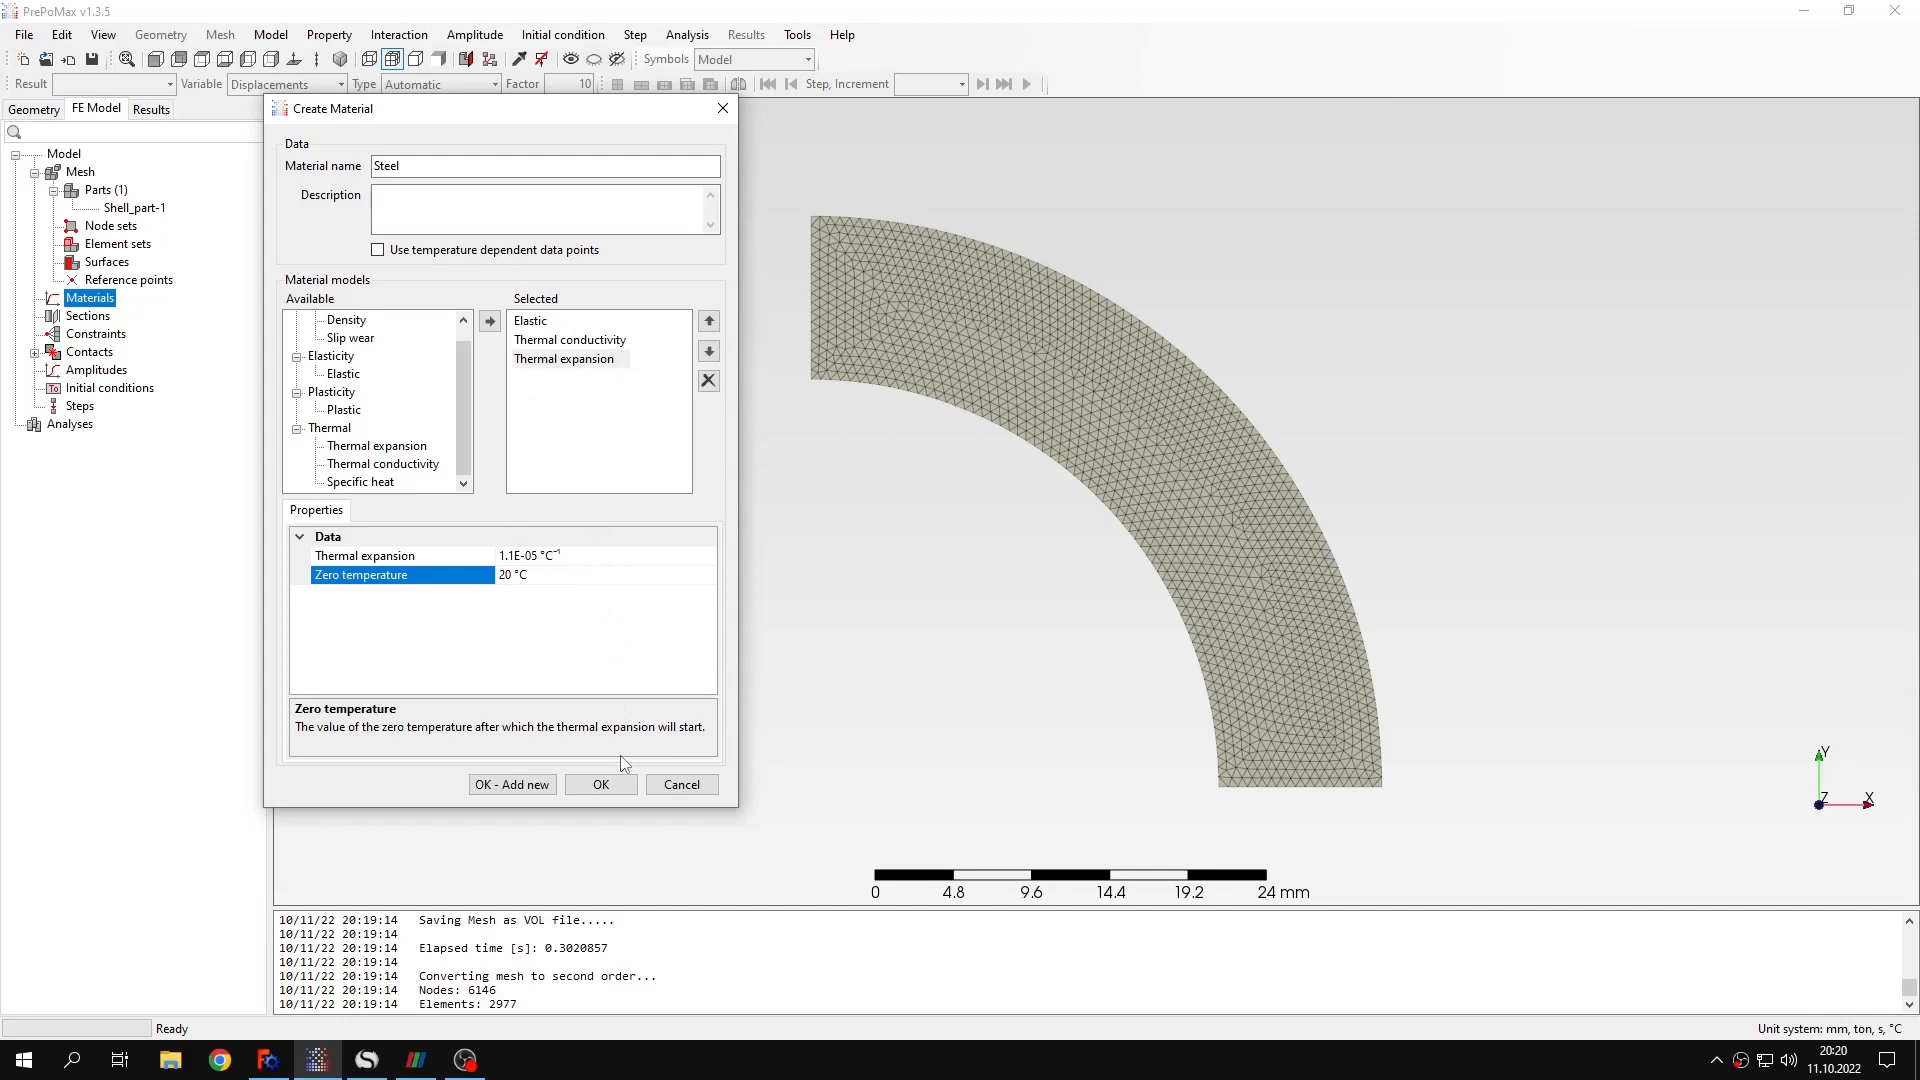 PrePoMax v1.3.5
File Edit View Geometry Mesh Model Property Interaction Amplitude Initial condition Step Analysis Results Tools Help
Symbols Model
Result Variable Displacements Type Automatic Factor 10 Step, Increment
Geometry FE Model Results
Model
Mesh
Parts (1)
Shell_part-1
Node sets
Element sets
Surfaces
Reference points
Materials
Sections
Constraints
Contacts
Amplitudes
Initial conditions
Steps
Analyses
Create Material
Data
Material name Steel
Description
Use temperature dependent data points
Material models
Available Selected
Density
Slip wear
Elasticity
Elastic
Plasticity
Plastic
Thermal
Thermal expansion
Thermal conductivity
Specific heat
Elastic
Thermal conductivity
Thermal expansion
Properties
Data
Thermal expansion 1.1E-05 °C⁻¹
Zero temperature 20 °C
Zero temperature
The value of the zero temperature after which the thermal expansion will start.
OK - Add new OK Cancel
Y
Z X
0 4.8 9.6 14.4 19.2 24 mm
10/11/22 20:19:14 Saving Mesh as VOL file.....
10/11/22 20:19:14
10/11/22 20:19:14 Elapsed time [s]: 0.3020857
10/11/22 20:19:14
10/11/22 20:19:14 Converting mesh to second order...
10/11/22 20:19:14 Nodes: 6146
10/11/22 20:19:14 Elements: 2977
Ready Unit system: mm, ton, s, °C
20:20
11.10.2022